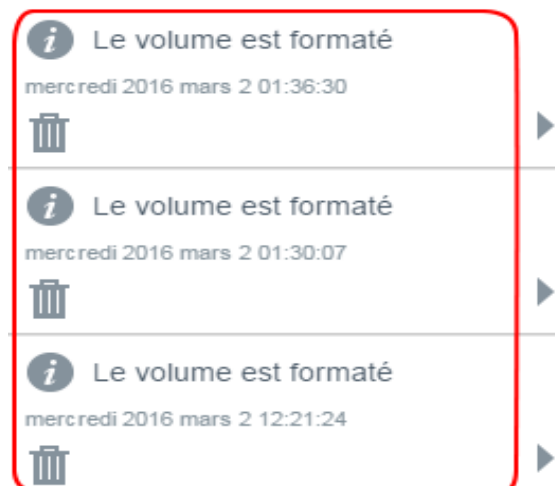 Le volume est formaté
mercredi 2016 mars 2 01:36:30
Le volume est formaté
mercredi 2016 mars 2 01:30:07
Le volume est formaté
mercredi 2016 mars 2 12:21:24